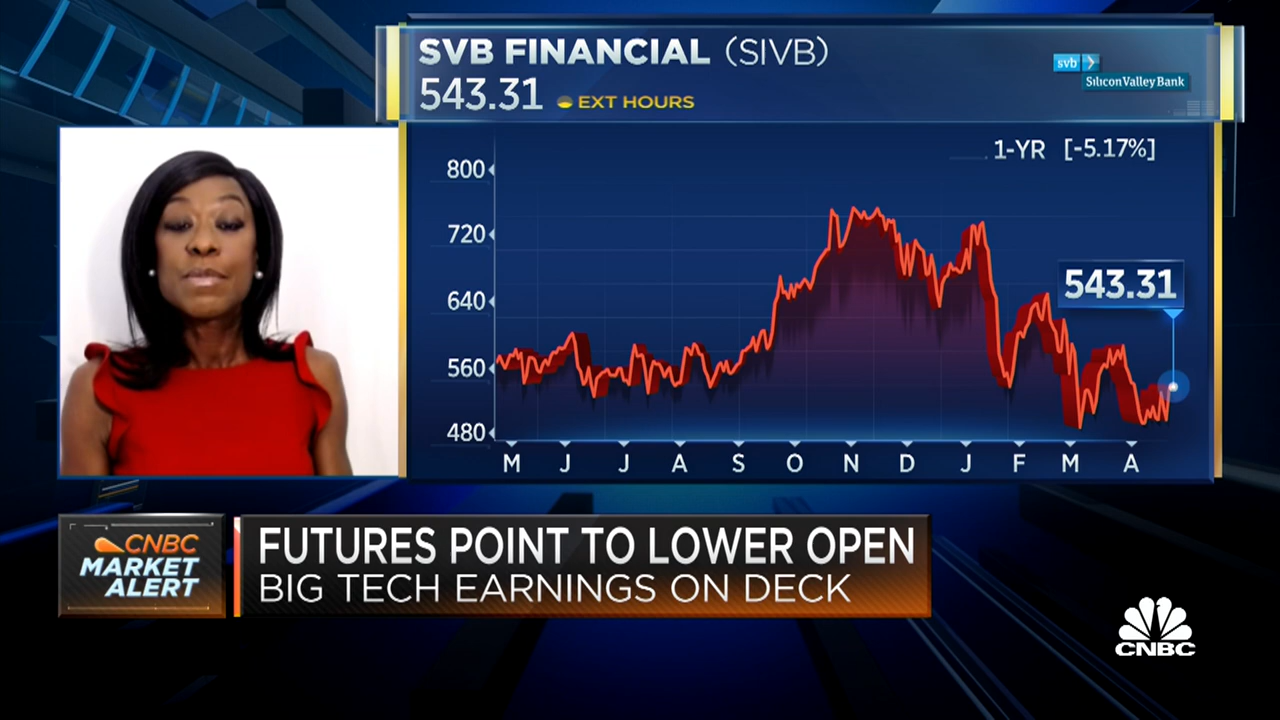 SVB FINANCIAL (SIVB)
543.31 EXT HOURS
svb
Silicon Valley Bank
1-YR [-5.17%]
800
720
640
560
480
543.31
M J J A S O N D J F M A
CNBC
MARKET
ALERT
FUTURES POINT TO LOWER OPEN
BIG TECH EARNINGS ON DECK
CNBC